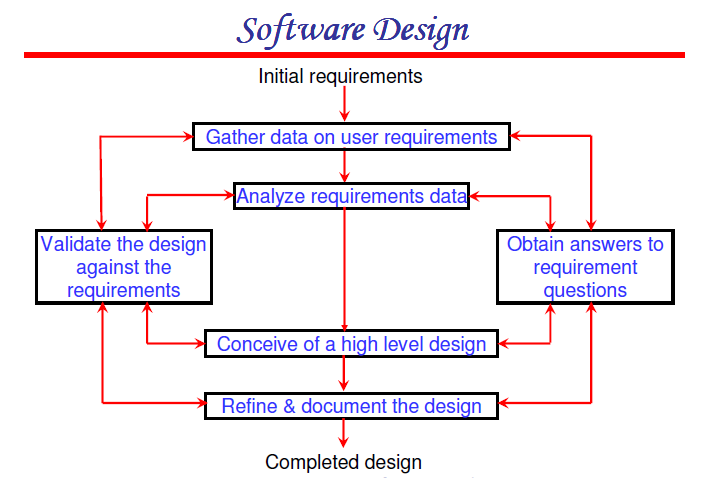 Software Design
Initial requirements
Gather data on user requirements
Analyze requirements data
Validate the design
against the
requirements
Obtain answers to
requirement
questions
Conceive of a high level design
Refine & document the design
Completed design